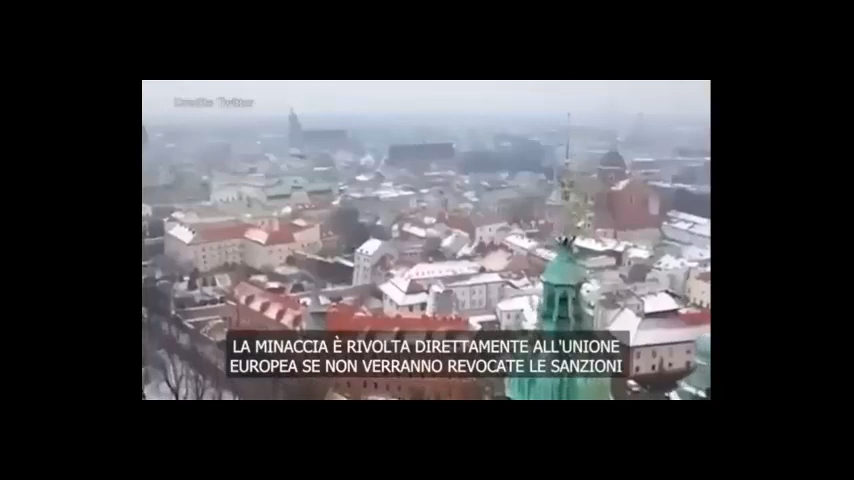 Credits Twitter
LA MINACCIA È RIVOLTA DIRETTAMENTE ALL'UNIONE
EUROPEA SE NON VERRANNO REVOCATE LE SANZIONI